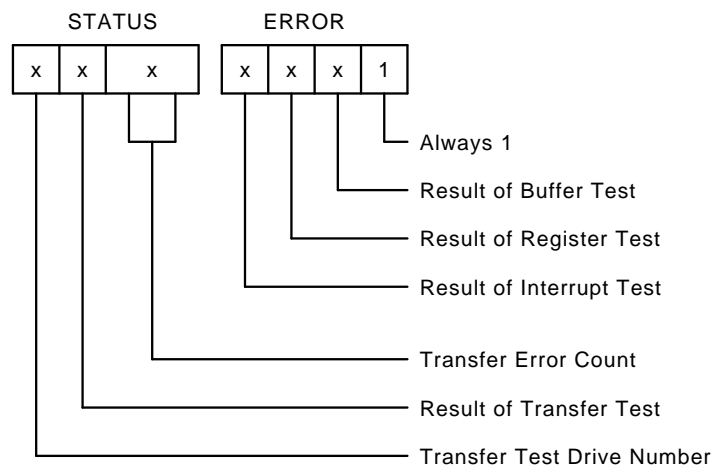 STATUS ERROR
x x x x x x 1
Always 1
Result of Buffer Test
Result of Register Test
Result of Interrupt Test
Transfer Error Count
Result of Transfer Test
Transfer Test Drive Number